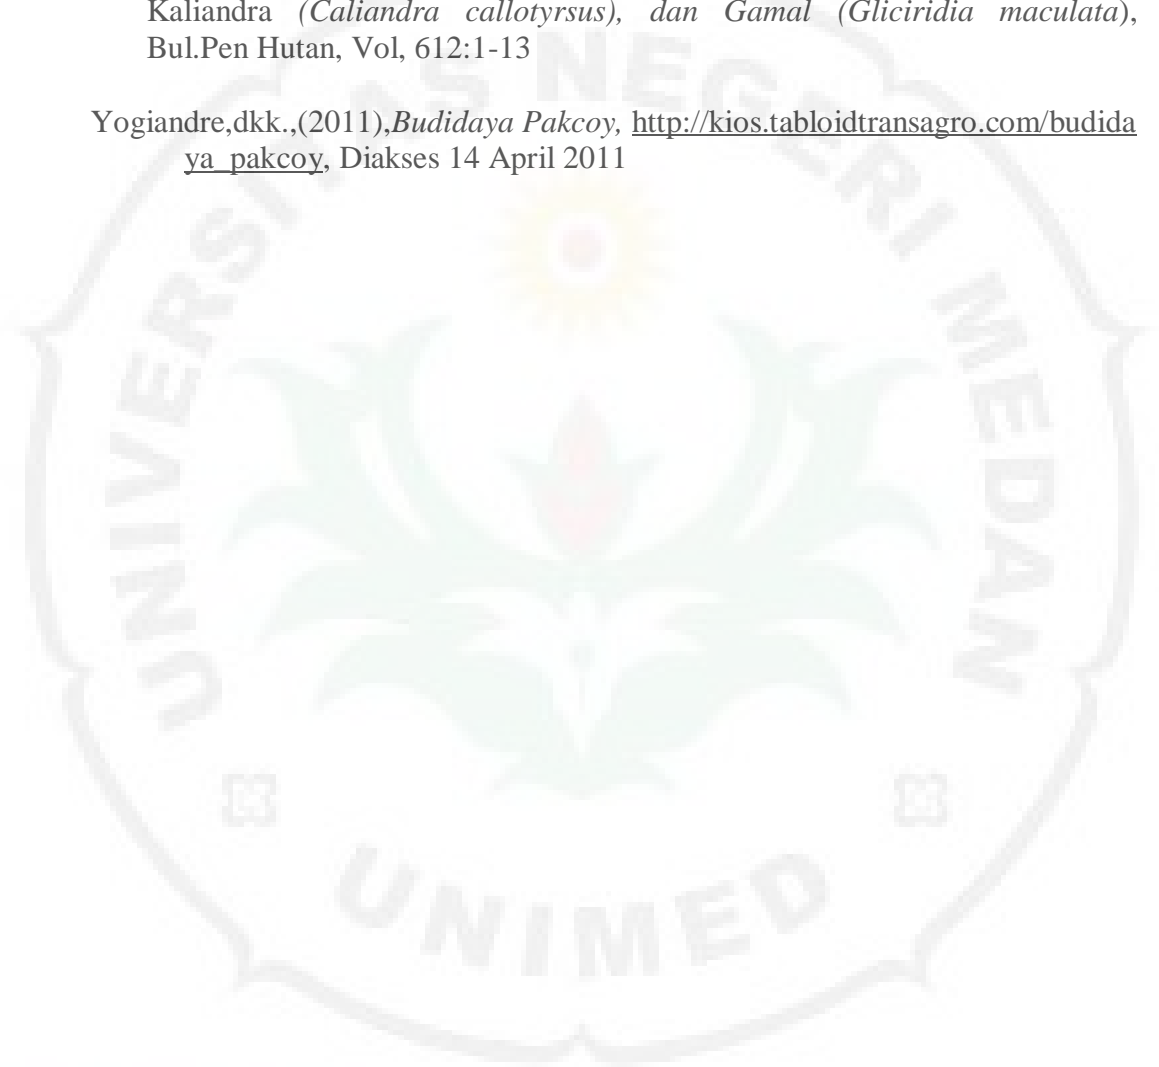 Kaliandra (Caliandra callotyrsus), dan Gamal (Gliciridia maculata),
Bul.Pen Hutan, Vol, 612:1-13
Yogiandre,dkk.,(2011),Budidaya Pakcoy, http://kios.tabloidtransagro.com/budida
ya_pakcoy, Diakses 14 April 2011
UNIVERSITAS NEGERI MEDAN
UNIMED